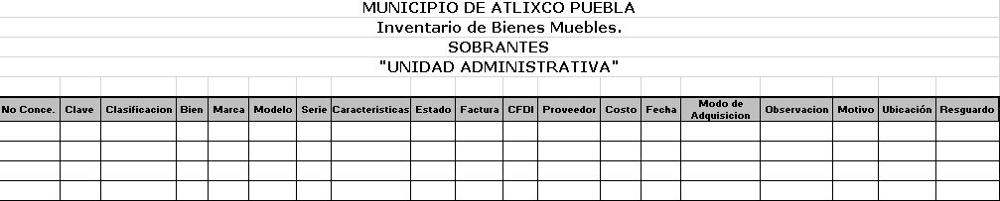 MUNICIPIO DE ATLIXCO PUEBLA
Inventario de Bienes Muebles.
SOBRANTES
"UNIDAD ADMINISTRATIVA"
No Conce. Clave Clasificacion Bien Marca Modelo Serie Caracteristicas Estado Factura CFDI Proveedor Costo Fecha Modo de Adquisicion Observacion Motivo Ubicación Resguardo